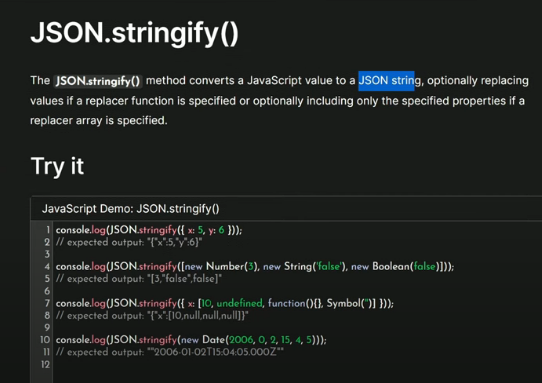 JSON.stringify()
The JSON.stringify() method converts a JavaScript value to a JSON string, optionally replacing
values if a replacer function is specified or optionally including only the specified properties if a
replacer array is specified.
Try it
JavaScript Demo: JSON.stringify()
1 console.log(JSON.stringify({ x: 5, y: 6 }));
2 // expected output: "{"x":5,"y":6}"
3
4 console.log(JSON.stringify([new Number(3), new String('false'), new Boolean(false)]));
5 // expected output: "[3,"false",false]"
6
7 console.log(JSON.stringify({ x: [10, undefined, function(){}, Symbol('')] }));
8 // expected output: "{"x":[10,null,null,null]}"
9
10 console.log(JSON.stringify(new Date(2006, 0, 2, 15, 4, 5)));
11 // expected output: ""2006-01-02T15:04:05.000Z""
12